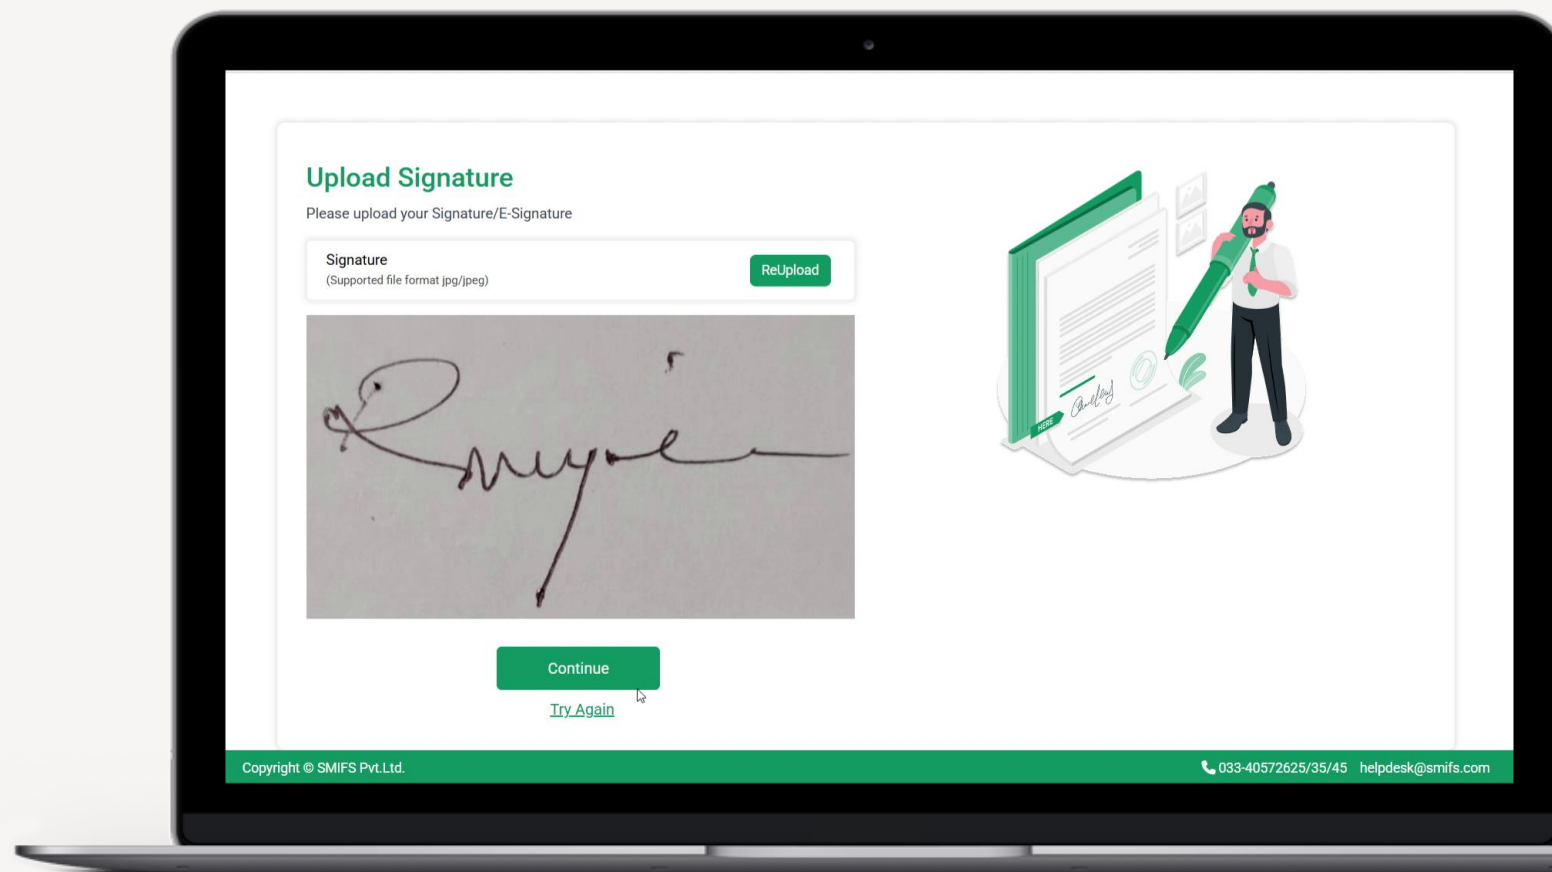 Upload Signature
Please upload your Signature/E-Signature
Signature
(Supported file format jpg/jpeg)
ReUpload
HERE
Continue
Try Again
Copyright © SMIFS Pvt.Ltd.
033-40572625/35/45 helpdesk@smifs.com